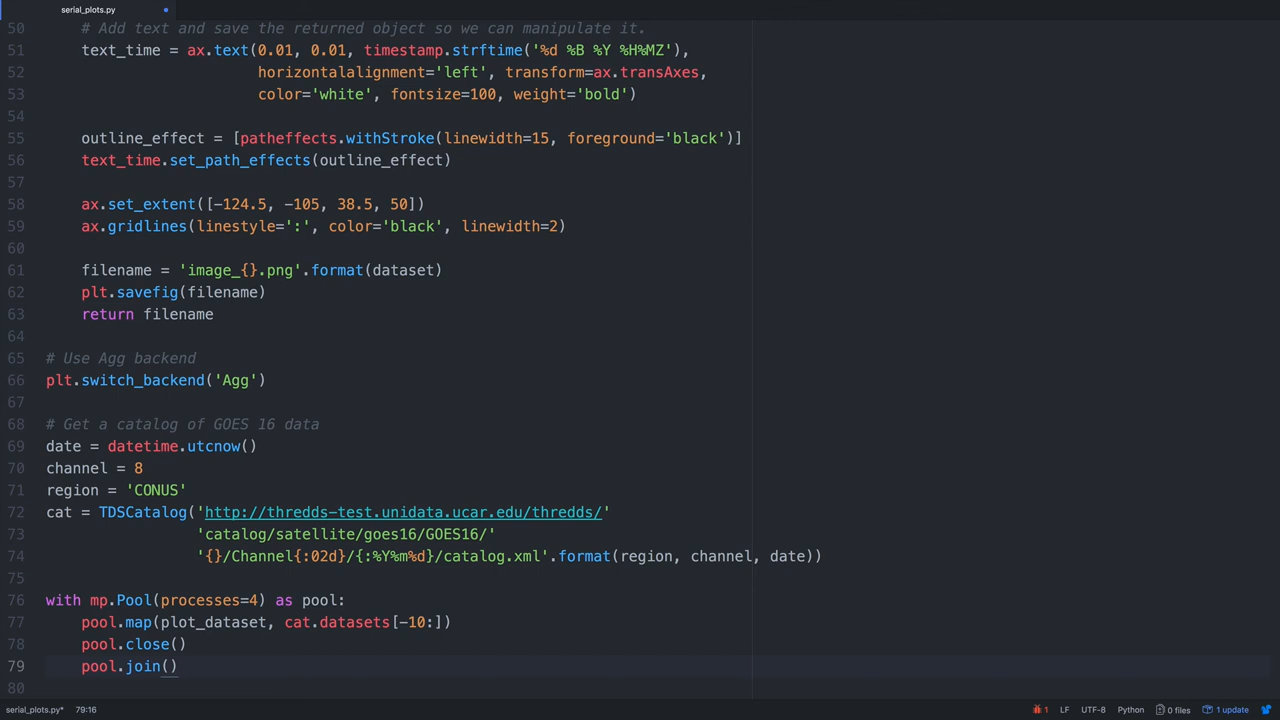 serial_plots.py
50 # Add text and save the returned object so we can manipulate it.
51 text_time = ax.text(0.01, 0.01, timestamp.strftime('%d %B %Y %H%MZ'),
52 horizontalalignment='left', transform=ax.transAxes,
53 color='white', fontsize=100, weight='bold')
54
55 outline_effect = [patheffects.withStroke(linewidth=15, foreground='black')]
56 text_time.set_path_effects(outline_effect)
57
58 ax.set_extent([-124.5, -105, 38.5, 50])
59 ax.gridlines(linestyle=':', color='black', linewidth=2)
60
61 filename = 'image_{}.png'.format(dataset)
62 plt.savefig(filename)
63 return filename
64
65 # Use Agg backend
66 plt.switch_backend('Agg')
67
68 # Get a catalog of GOES 16 data
69 date = datetime.utcnow()
70 channel = 8
71 region = 'CONUS'
72 cat = TDSCatalog('http://thredds-test.unidata.ucar.edu/thredds/'
73 'catalog/satellite/goes16/GOES16/'
74 '{}/Channel{:02d}/{:%Y%m%d}/catalog.xml'.format(region, channel, date))
75
76 with mp.Pool(processes=4) as pool:
77 pool.map(plot_dataset, cat.datasets[-10:])
78 pool.close()
79 pool.join()
80
serial_plots.py* 79:16 1 LF UTF-8 Python 0 files 1 update